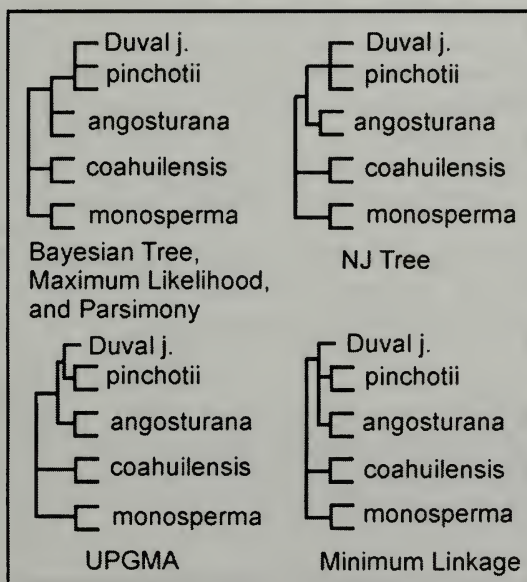 Duval j.
pinchotii
angosturana
coahuilensis
monosperma
Bayesian Tree,
Maximum Likelihood,
and Parsimony
Duval j.
pinchotii
angosturana
coahuilensis
monosperma
NJ Tree
Duval j.
pinchotii
angosturana
coahuilensis
monosperma
UPGMA
Duval j.
pinchotii
angosturana
coahuilensis
monosperma
Minimum Linkage